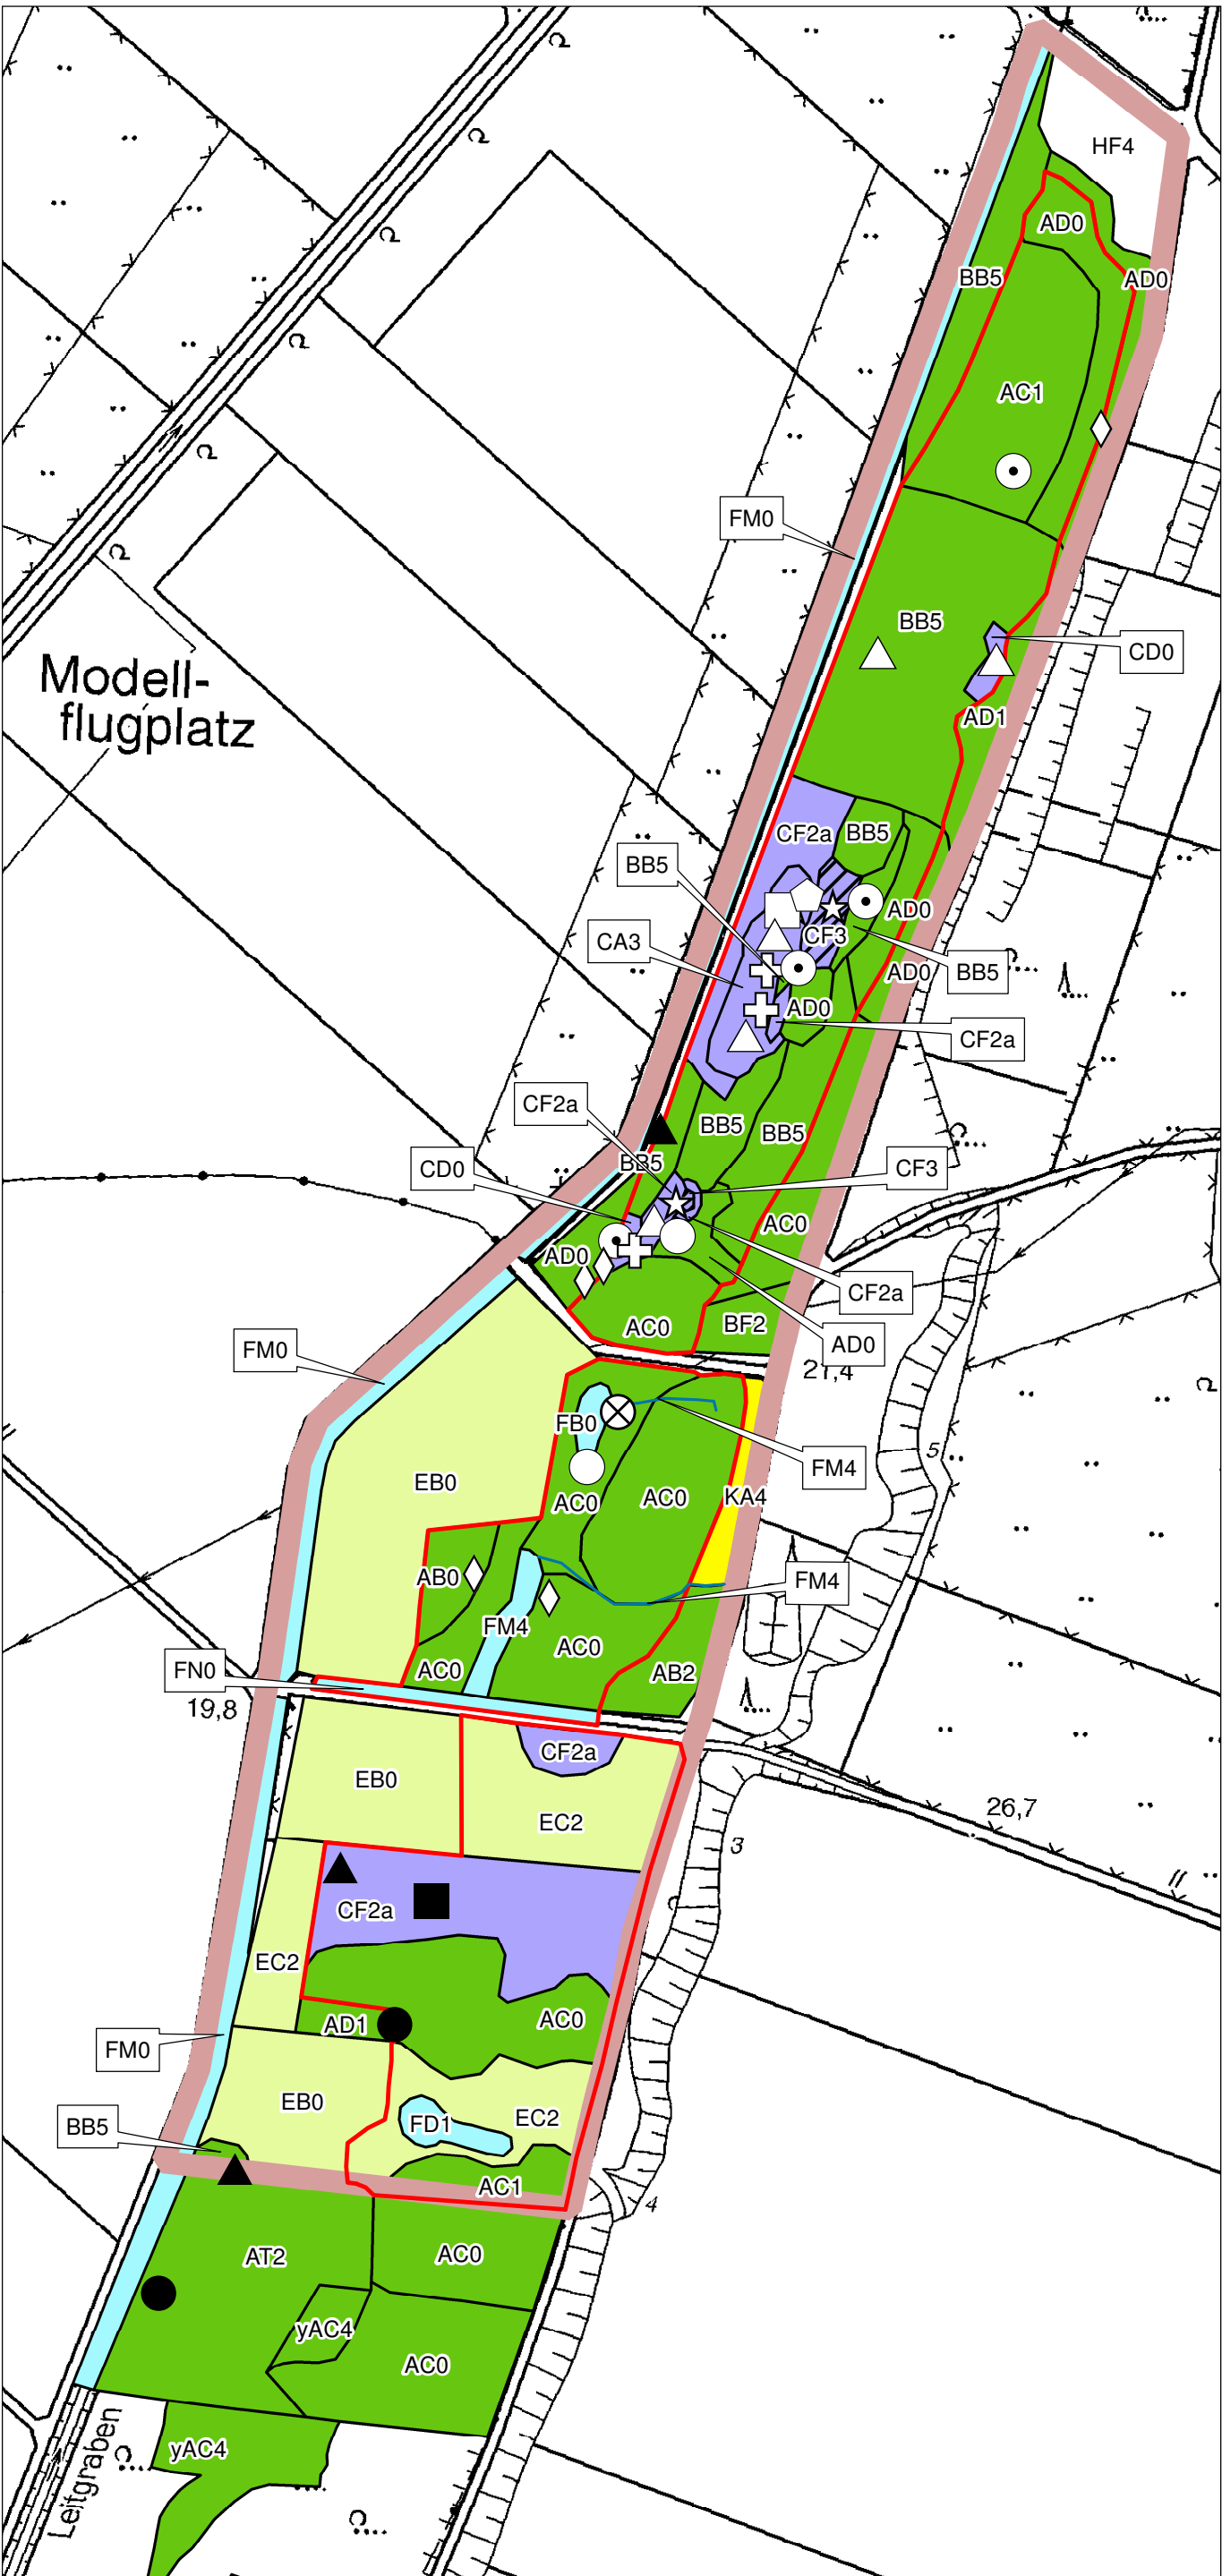 HF4
AD0
BB5
AD0
AC1
FM0
BB5
CD0
Modell-
flugplatz
AD1
CF2a
BB5
BB5
AD0
CF3
CA3
AD0
BB5
AD0
CF2a
CF2a
BB5
BB5
BB5
CD0
CF3
AC0
AD0
CF2a
AC0
BF2
AD0
FM0
21,4
FB0
FM4
5
EB0
AC0
AC0
KA4
AB0
FM4
FM4
AC0
AC0
AB2
FN0
19,8
CF2a
EB0
EC2
26,7
3
CF2a
EC2
AD1
AC0
FM0
EB0
FD1
EC2
BB5
AC1
4
AT2
AC0
yAC4
AC0
yAC4
Leitgraben